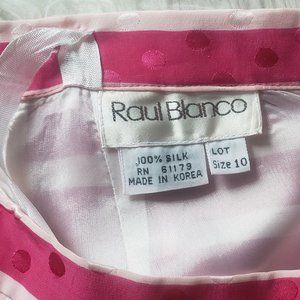 Raul Blanco
100% SILK
RN 61179
MADE IN KOREA
LOT
Size 10